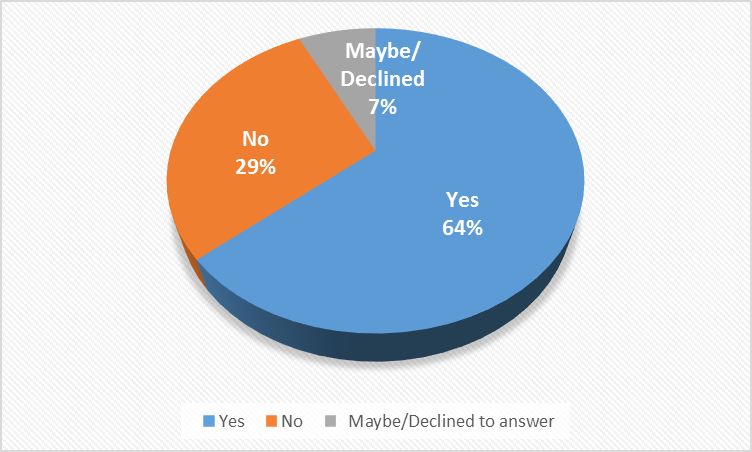 Maybe/
Declined
7%
No
29%
Yes
64%
Yes No Maybe/Declined to answer